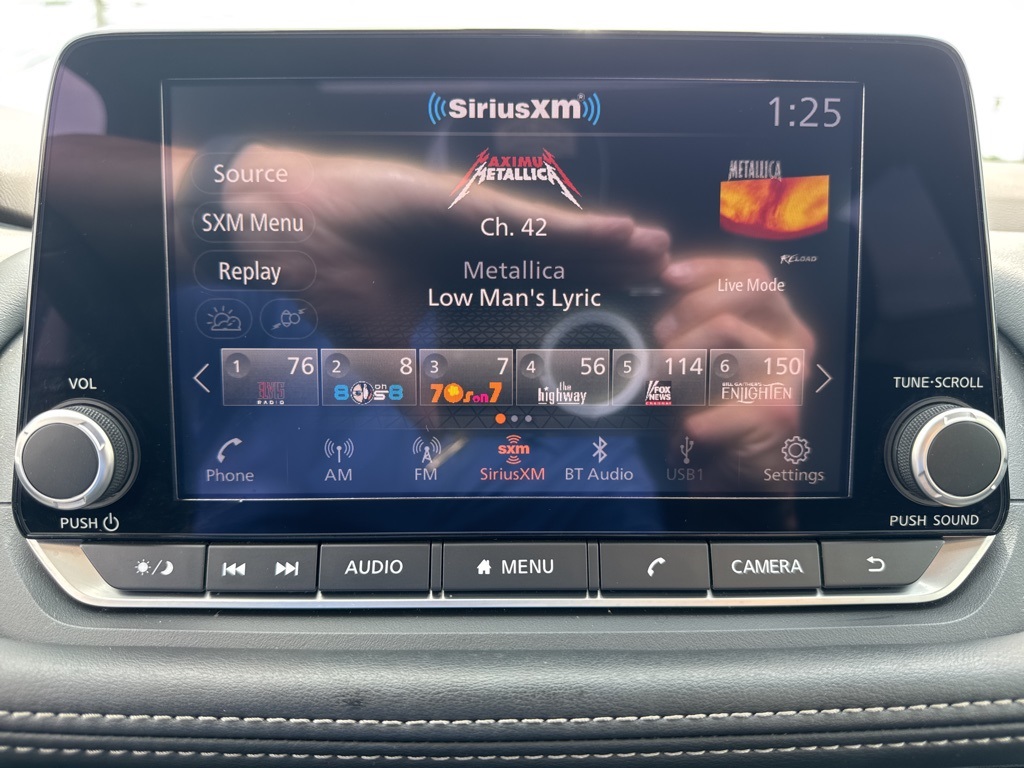 SiriusXM
1:25
Source
MAXIMUM
METALLICA
METALLICA
SXM Menu
Ch. 42
Replay
Metallica
RELOAD
Low Man's Lyric
Live Mode
1 76
2 8
3 7
4 56
5 114
6 150
RADIO
80s on 8
70s on 7
the highway
FOX NEWS
ENLIGHTEN
VOL
TUNE·SCROLL
Phone
AM
FM
sxm
SiriusXM
BT Audio
USB1
Settings
PUSH
PUSH SOUND
AUDIO
MENU
CAMERA